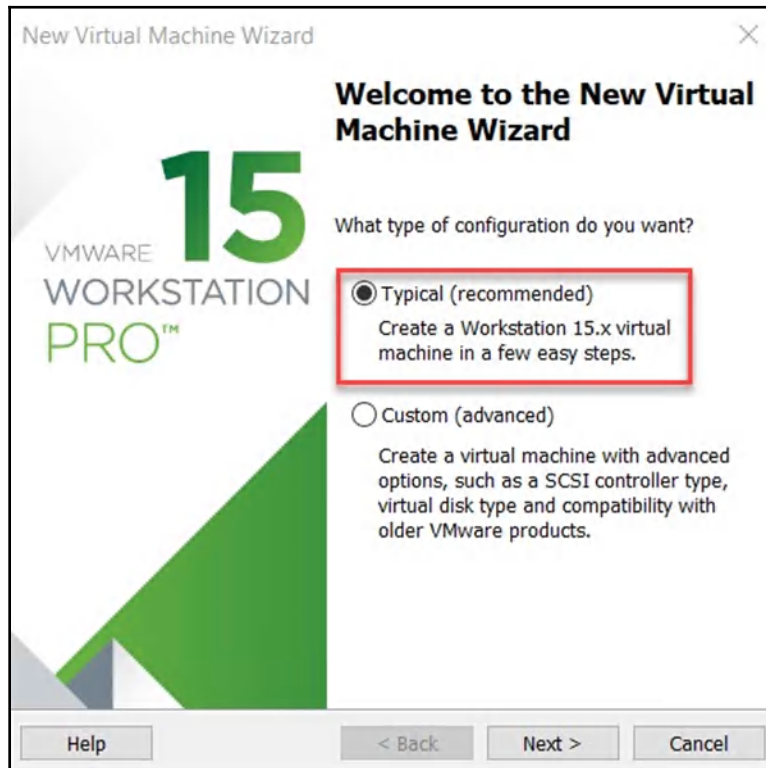 New Virtual Machine Wizard
Welcome to the New Virtual
Machine Wizard
15
VMWARE
WORKSTATION
PRO™
What type of configuration do you want?
Typical (recommended)
Create a Workstation 15.x virtual
machine in a few easy steps.
Custom (advanced)
Create a virtual machine with advanced
options, such as a SCSI controller type,
virtual disk type and compatibility with
older VMware products.
Help
< Back
Next >
Cancel